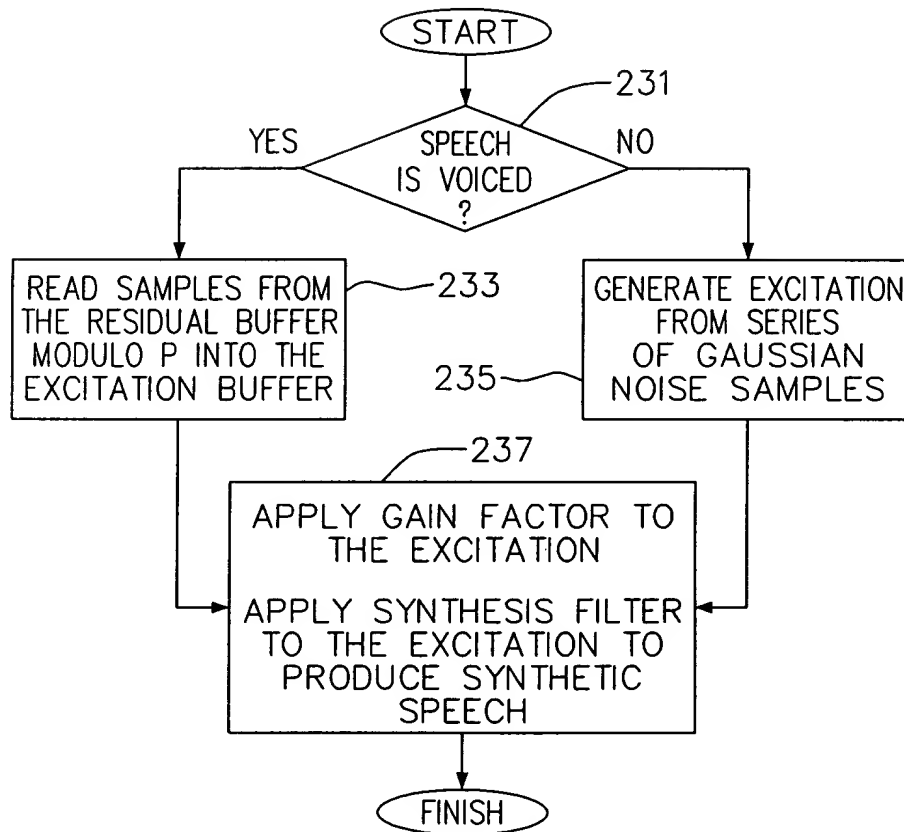 START
231
YES
SPEECH
IS VOICED
?
NO
READ SAMPLES FROM
THE RESIDUAL BUFFER
MODULO P INTO THE
EXCITATION BUFFER
233
GENERATE EXCITATION
FROM SERIES
OF GAUSSIAN
NOISE SAMPLES
235
237
APPLY GAIN FACTOR TO
THE EXCITATION
APPLY SYNTHESIS FILTER
TO THE EXCITATION TO
PRODUCE SYNTHETIC
SPEECH
FINISH